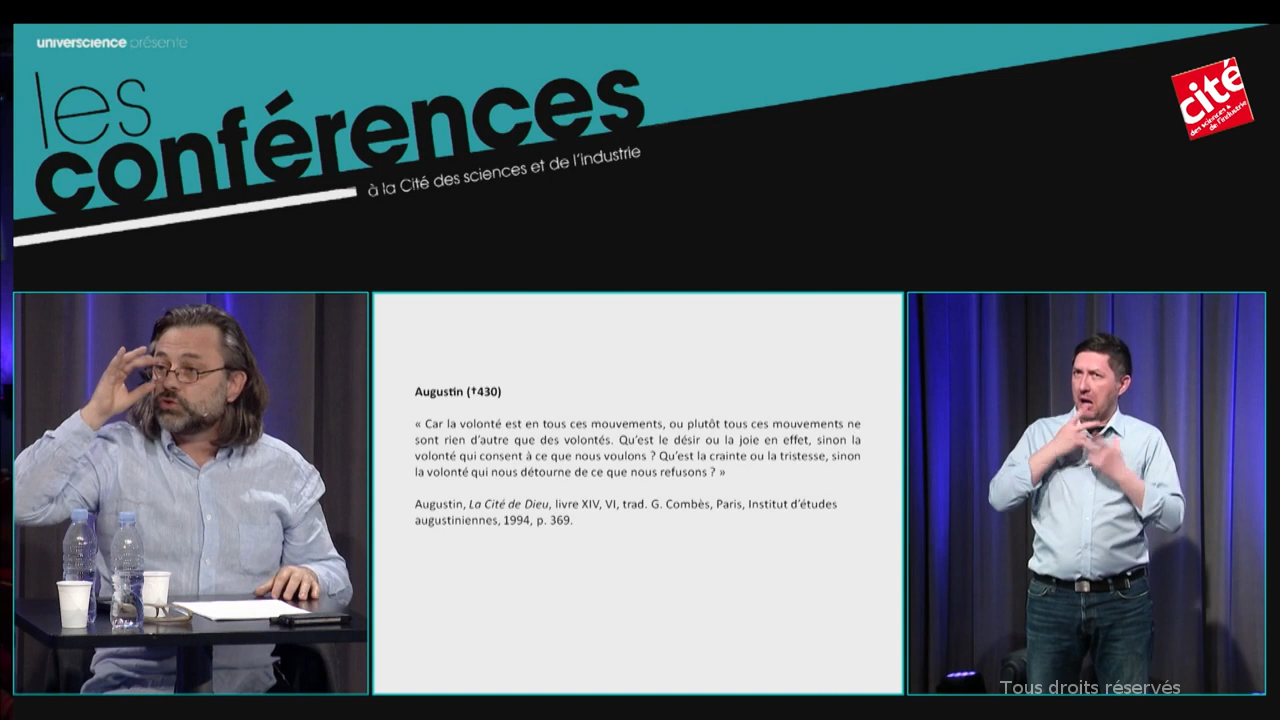 universcience présente
les
conférences
à la Cité des sciences et de l'industrie
cité
des sciences &
de l'industrie
Augustin (†430)
« Car la volonté est en tous ces mouvements, ou plutôt tous ces mouvements ne
sont rien d'autre que des volontés. Qu'est le désir ou la joie en effet, sinon la
volonté qui consent à ce que nous voulons ? Qu'est la crainte ou la tristesse, sinon
la volonté qui nous détourne de ce que nous refusons ? »
Augustin, La Cité de Dieu, livre XIV, VI, trad. G. Combès, Paris, Institut d'études
augustiniennes, 1994, p. 369.
Tous droits réservés